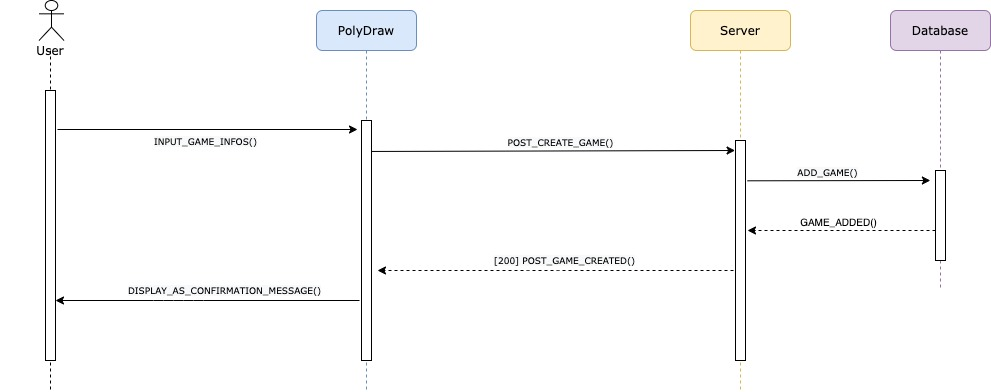 User
PolyDraw
Server
Database
INPUT_GAME_INFOS()
POST_CREATE_GAME()
ADD_GAME()
GAME_ADDED()
[200] POST_GAME_CREATED()
DISPLAY_AS_CONFIRMATION_MESSAGE()